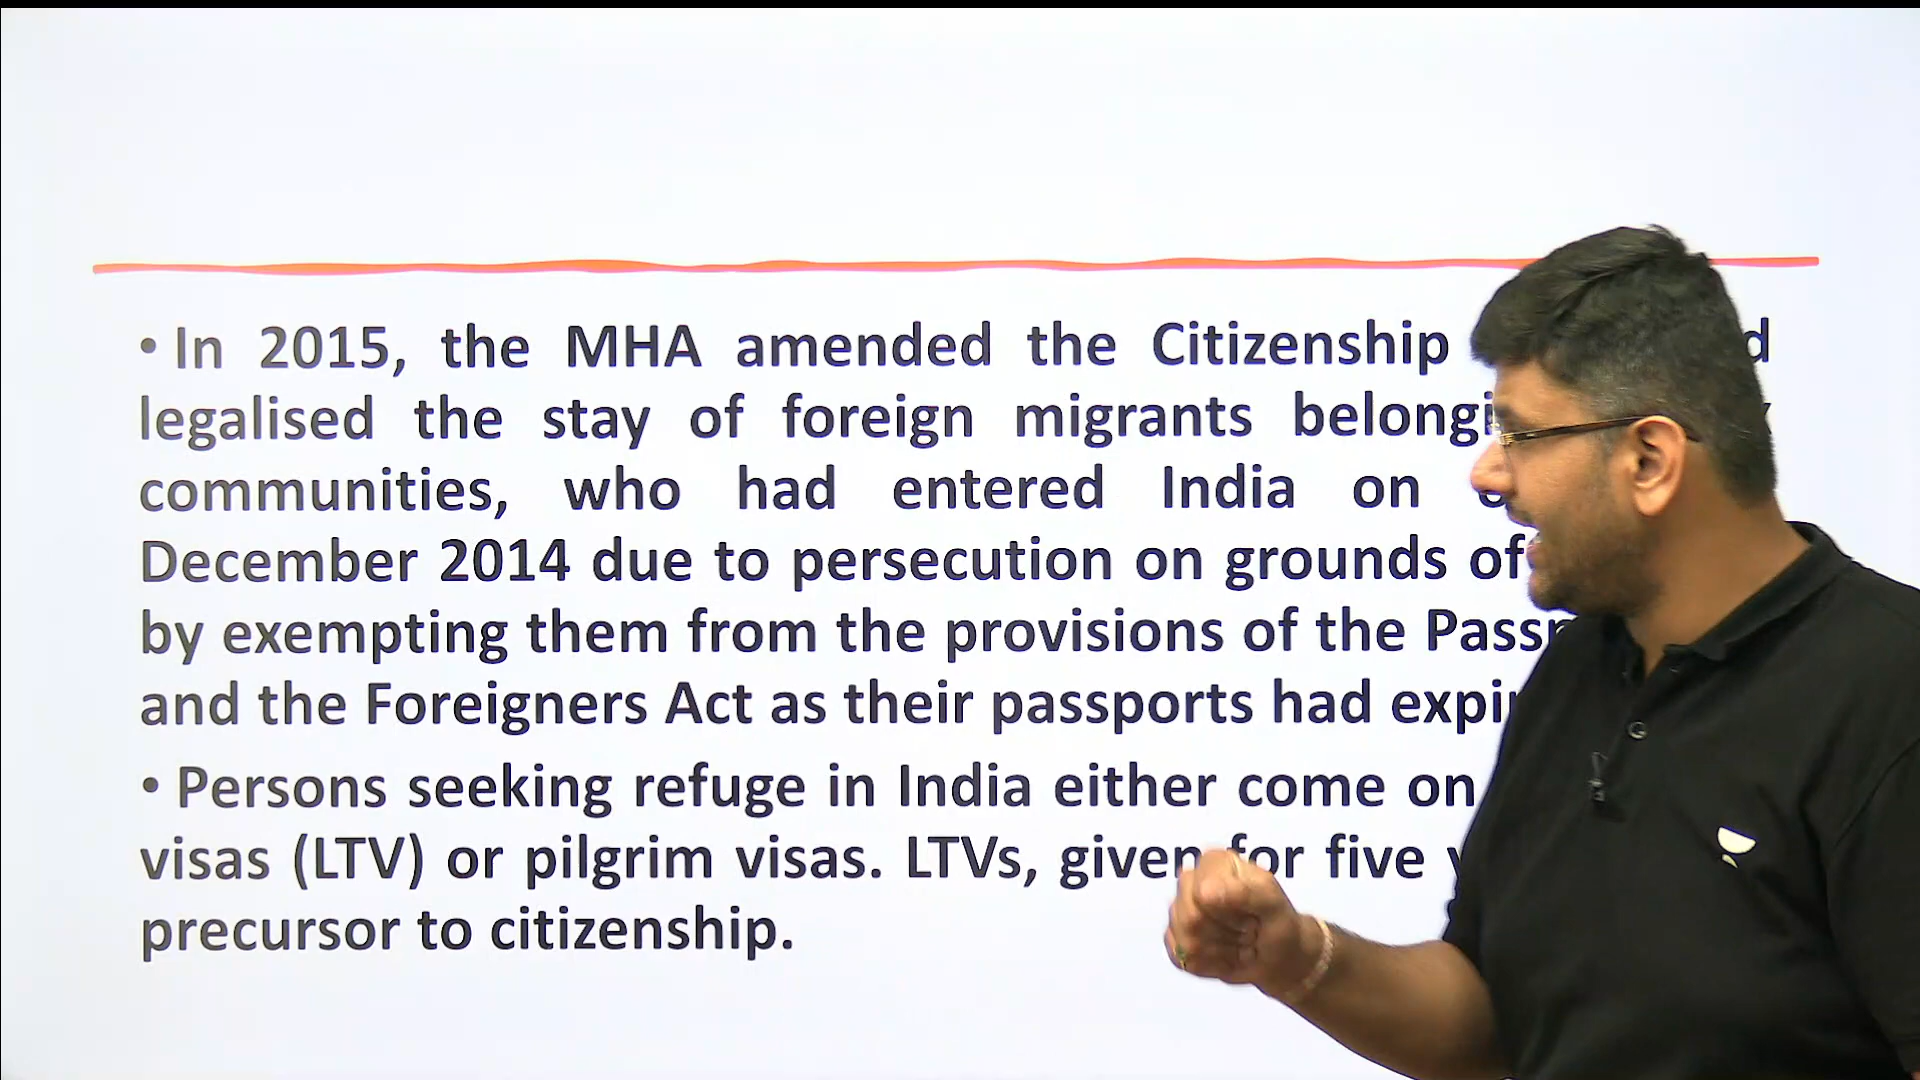 • In 2015, the MHA amended the Citizenship
legalised the stay of foreign migrants
communities, who had entered India on
December 2014 due to persecution on grounds of
by exempting them from the provisions of the
and the Foreigners Act as their passports had
• Persons seeking refuge in India either come on
visas (LTV) or pilgrim visas. LTVs, given for five
precursor to citizenship.